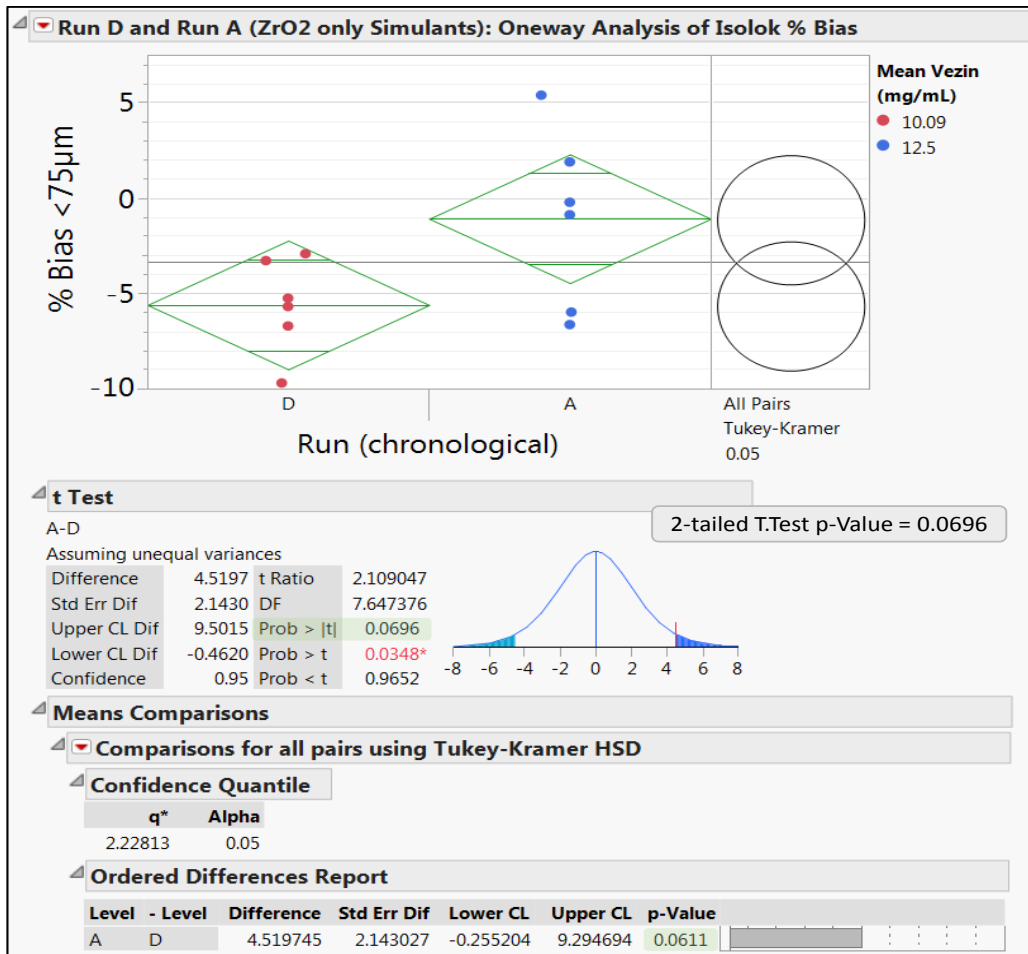 Run D and Run A (ZrO2 only Simulants): Oneway Analysis of Isolok % Bias
Mean Vezin
(mg/mL)
10.09
12.5
% Bias <75µm
5
0
-5
-10
D A
Run (chronological)
All Pairs
Tukey-Kramer
0.05
t Test
2-tailed T.Test p-Value = 0.0696
A-D
Assuming unequal variances
Difference 4.5197 t Ratio 2.109047
Std Err Dif 2.1430 DF 7.647376
Upper CL Dif 9.5015 Prob > |t| 0.0696
Lower CL Dif -0.4620 Prob > t 0.0348*
Confidence 0.95 Prob < t 0.9652
-8 -6 -4 -2 0 2 4 6 8
Means Comparisons
Comparisons for all pairs using Tukey-Kramer HSD
Confidence Quantile
q* Alpha
2.22813 0.05
Ordered Differences Report
Level - Level Difference Std Err Dif Lower CL Upper CL p-Value
A D 4.519745 2.143027 -0.255204 9.294694 0.0611